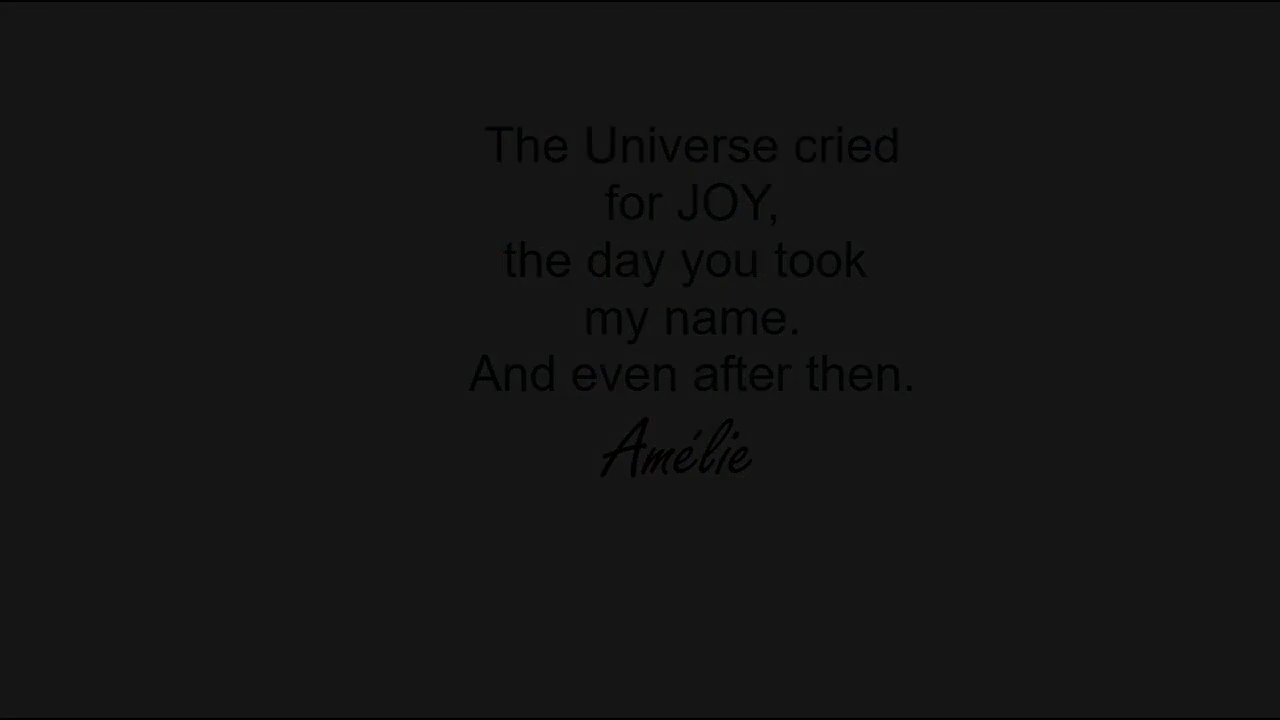 The Universe cried
for JOY,
the day you took
my name.
And even after then.
Amélie